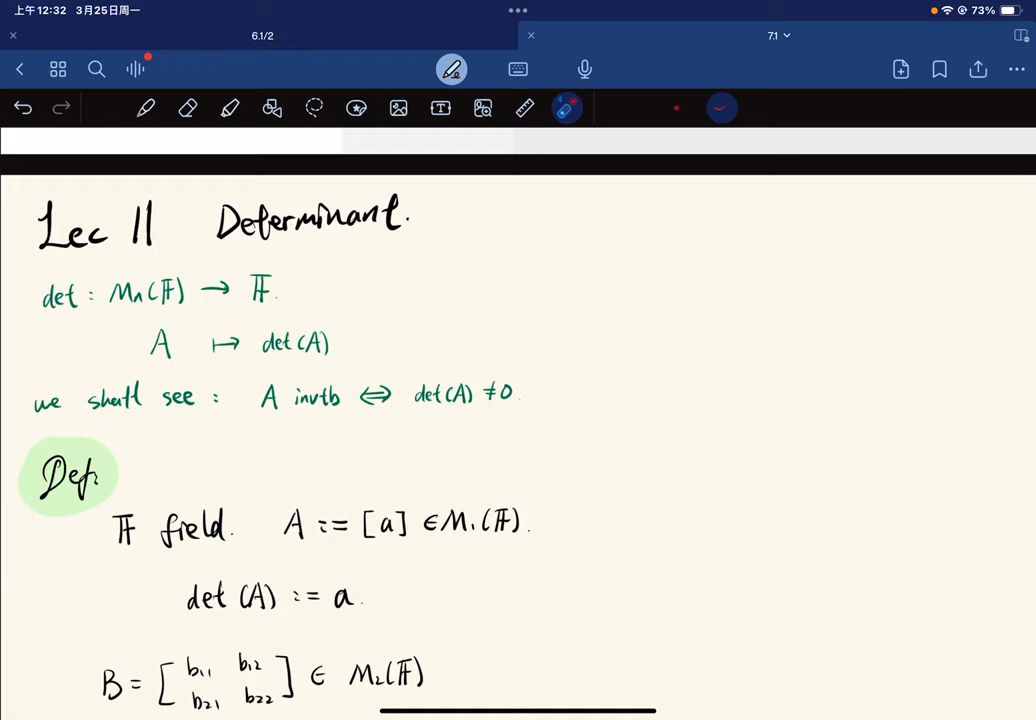 上午12:32 3月25日周一
73%
6.1/2
7.1
T
Lec 11 Determinant.
det : Mn(𝔽) → 𝔽.
A ↦ det(A)
we shall see : A invtb ⇔ det(A) ≠0.
Def:
𝔽 field. A := [a] ∈M₁(𝔽).
det (A) := a.
B = [b₁₁ b₁₂
b₂₁ b₂₂] ∈ M₂(𝔽)